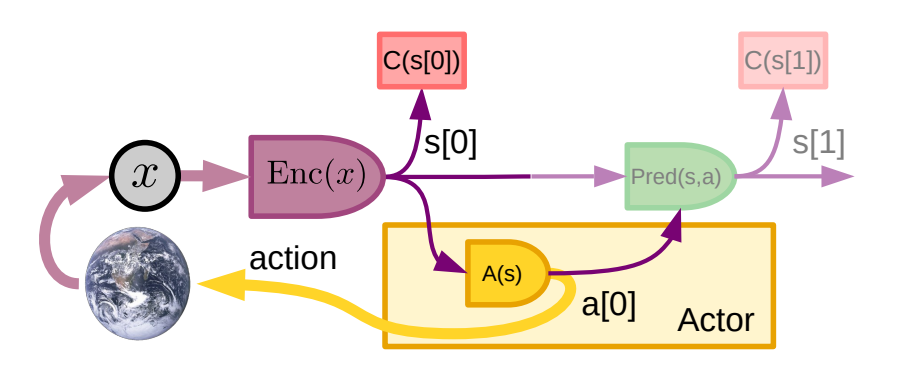 C(s[0])
C(s[1])
s[0]
s[1]
x
Enc(x)
Pred(s,a)
action
A(s)
a[0]
Actor